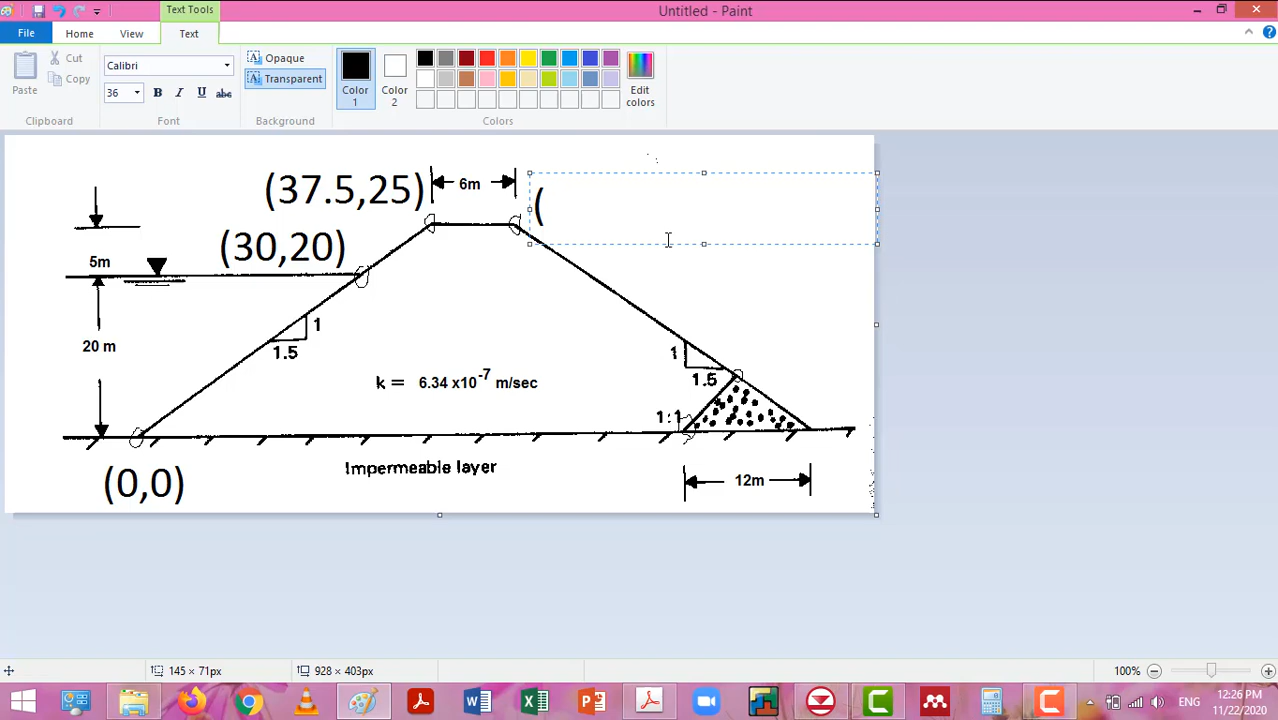 Text Tools
Untitled - Paint
File
Home
View
Text
Paste
Cut
Copy
Clipboard
Calibri
36
B I U abc
Font
Opaque
Transparent
Background
Color 1
Color 2
Edit colors
Colors
(37.5,25)
6m
(
(30,20)
5m
1
1.5
20 m
k = 6.34 x10-7 m/sec
1
1.5
1:1
Impermeable layer
(0,0)
12m
145 × 71px
928 × 403px
100%
ENG
12:26 PM
11/22/2020